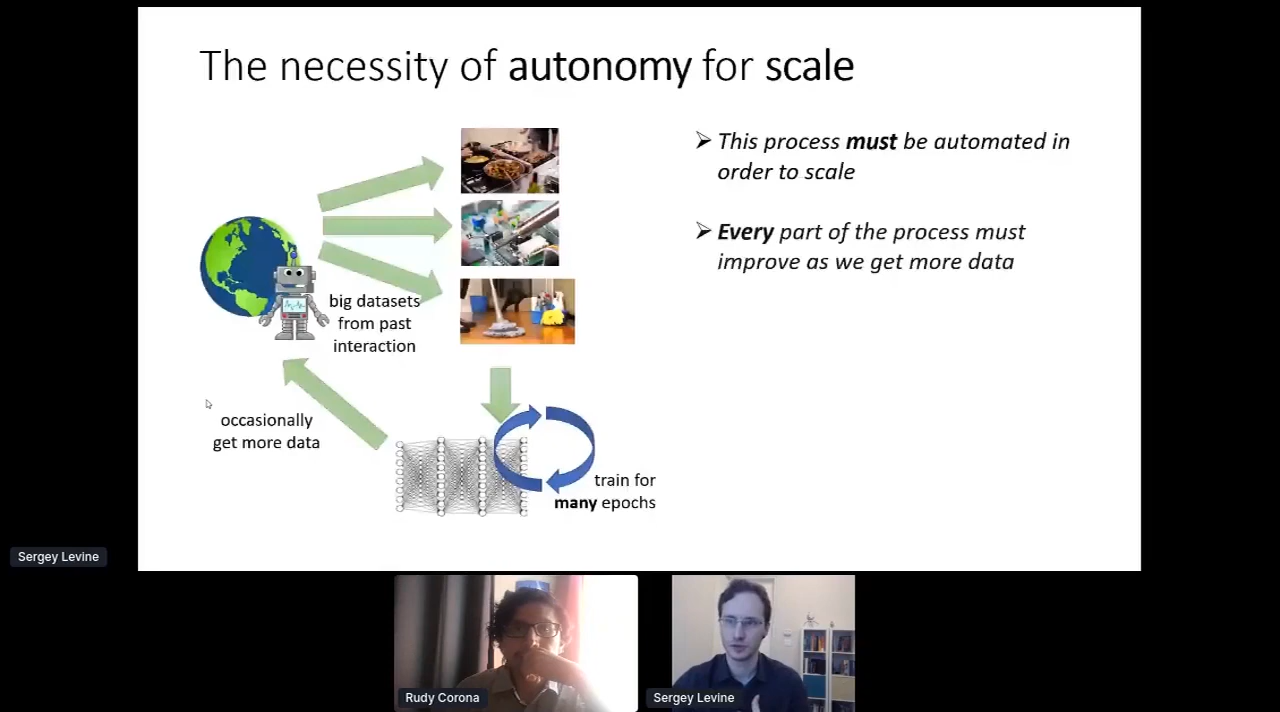 The necessity of autonomy for scale
big datasets
from past
interaction
occasionally
get more data
train for
many epochs
➢ This process must be automated in
order to scale
➢ Every part of the process must
improve as we get more data
Sergey Levine
Rudy Corona
Sergey Levine